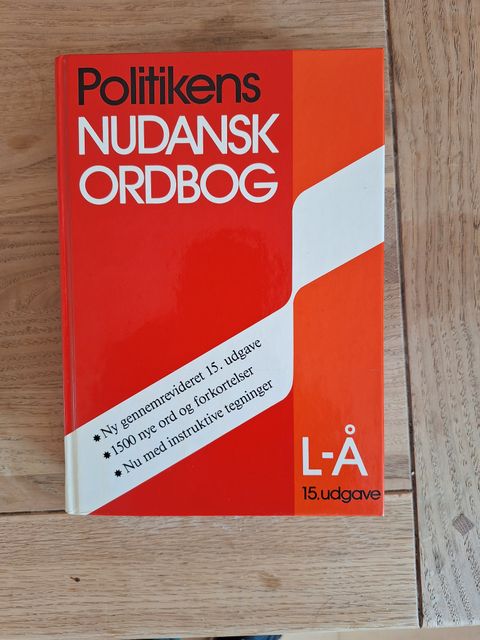 Politikens
NUDANSK
ORDBOG
✷ Ny gennemrevideret 15. udgave
✷ 1500 nye ord og forkortelser
✷ Nu med instruktive tegninger
L-Å
15.udgave